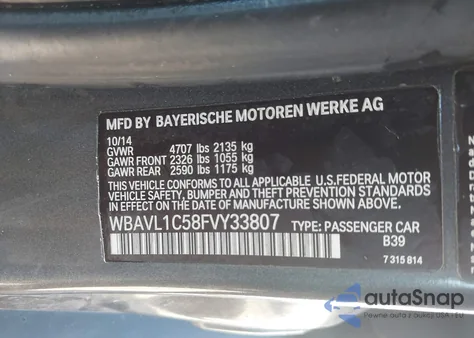 MFD BY BAYERISCHE MOTOREN WERKE AG
10/14
GVWR 4707 lbs 2135 kg
GAWR FRONT 2326 lbs 1055 kg
GAWR REAR 2590 lbs 1175 kg
THIS VEHICLE CONFORMS TO ALL APPLICABLE U.S.FEDERAL MOTOR
VEHICLE SAFETY, BUMPER AND THEFT PREVENTION STANDARDS
IN EFFECT ON THE DATE OF MANUFACTURE SHOWN ABOVE.
WBAVL1C58FVY33807 TYPE: PASSENGER CAR
B39
7 315 814
autoSnap